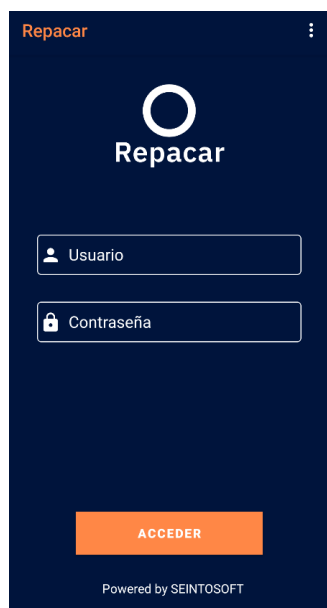 Repacar
Repacar
Usuario
Contraseña
ACCEDER
Powered by SEINTOSOFT